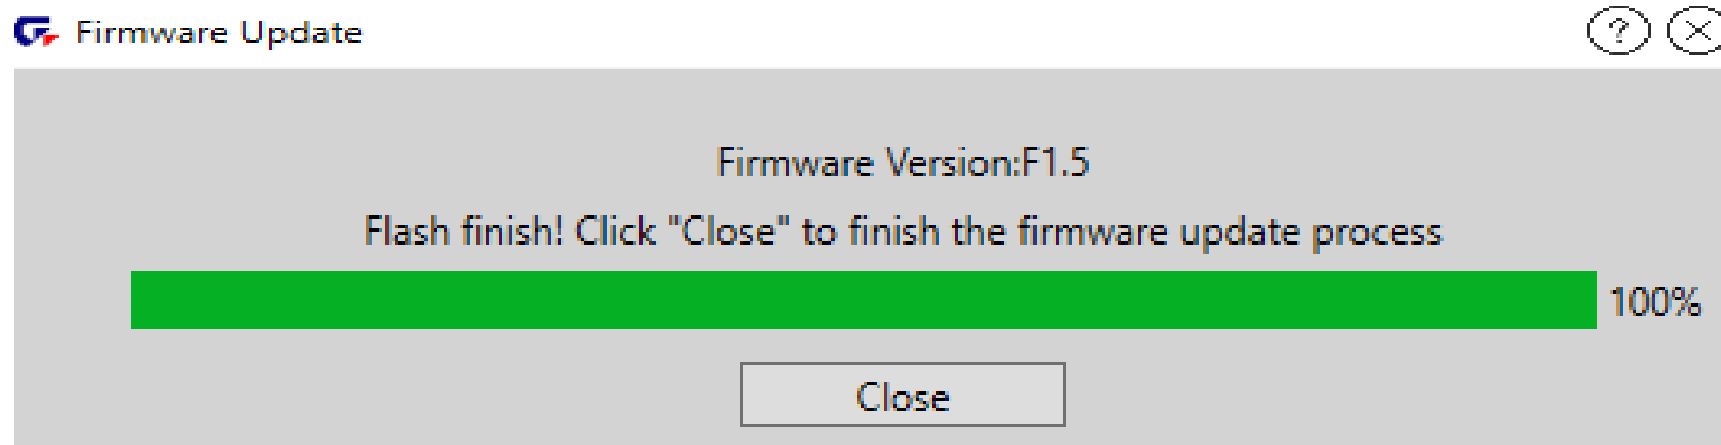 Firmware Update
Firmware Version:F1.5
Flash finish! Click "Close" to finish the firmware update process
100%
Close